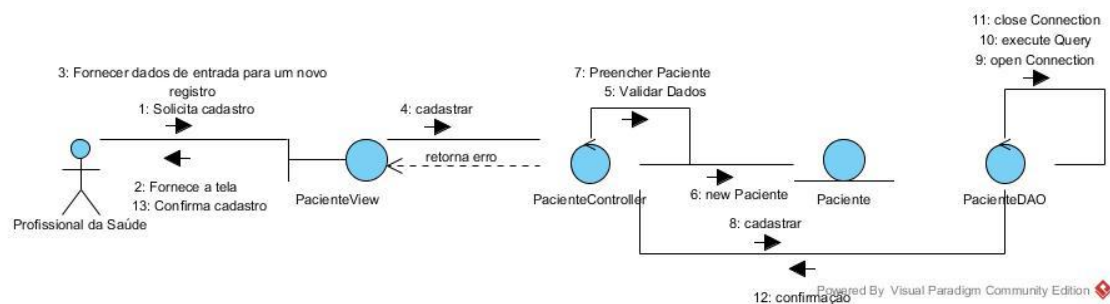 11: close Connection
10: execute Query
9: open Connection
3: Fornecer dados de entrada para um novo
registro
1: Solicita cadastro
4: cadastrar
7: Preencher Paciente
5: Validar Dados
retorna erro
2: Fornece a tela
13: Confirma cadastro
Profissional da Saúde
PacienteView
PacienteController
6: new Paciente
Paciente
PacienteDAO
8: cadastrar
12: confirmação
Powered By Visual Paradigm Community Edition